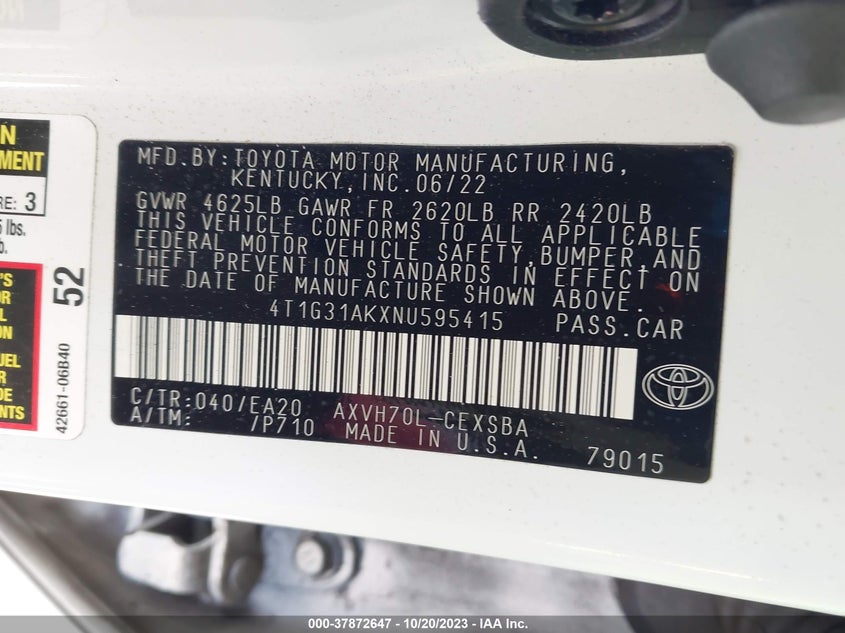 MFD.BY:TOYOTA MOTOR MANUFACTURING,
KENTUCKY,INC.06/22
GVWR 4625LB GAWR FR 2620LB RR 2420LB
THIS VEHICLE CONFORMS TO ALL APPLICABLE
FEDERAL MOTOR VEHICLE SAFETY,BUMPER,AND
THEFT PREVENTION STANDARDS IN EFFECT ON
THE DATE OF MANUFACTURE SHOWN ABOVE.
4T1G31AKXNU595415 PASS.CAR
C/TR:040/EA20 AXVH70L-CEXSBA
A/TM: /P710 MADE IN U.S.A.
79015
RE: 3
lbs.
52
42661-06B40
000-37872647 - 10/20/2023 - IAA Inc.